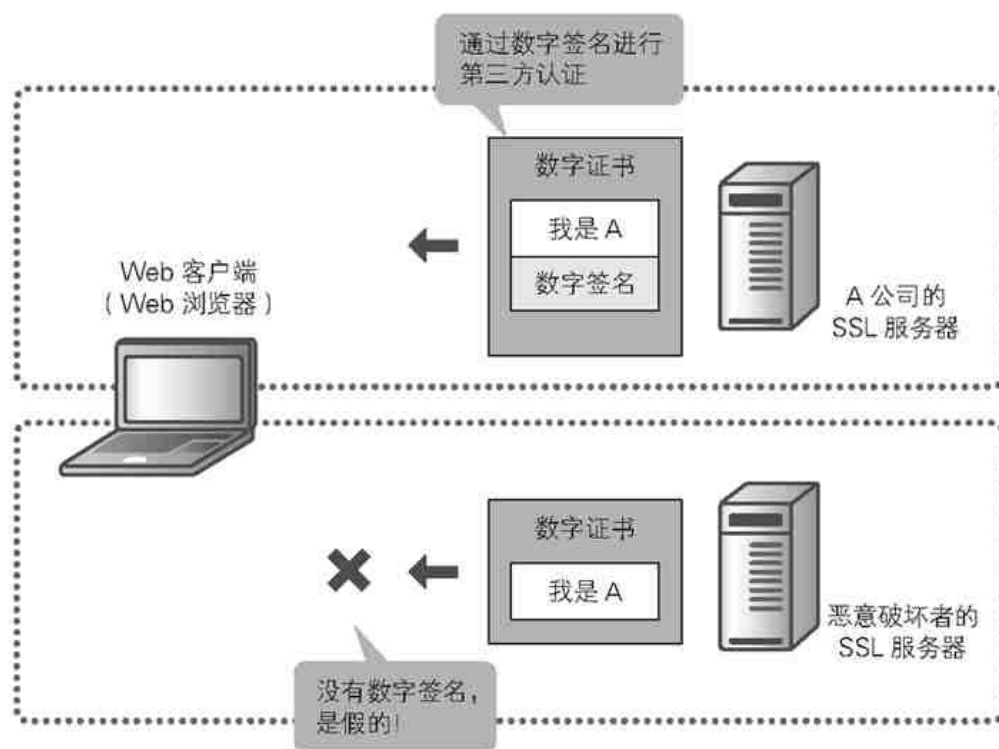 通过数字签名进行
第三方认证
数字证书
我是 A
数字签名
Web 客户端
（Web 浏览器）
A 公司的
SSL 服务器
数字证书
我是 A
恶意破坏者的
SSL 服务器
没有数字签名，
是假的！